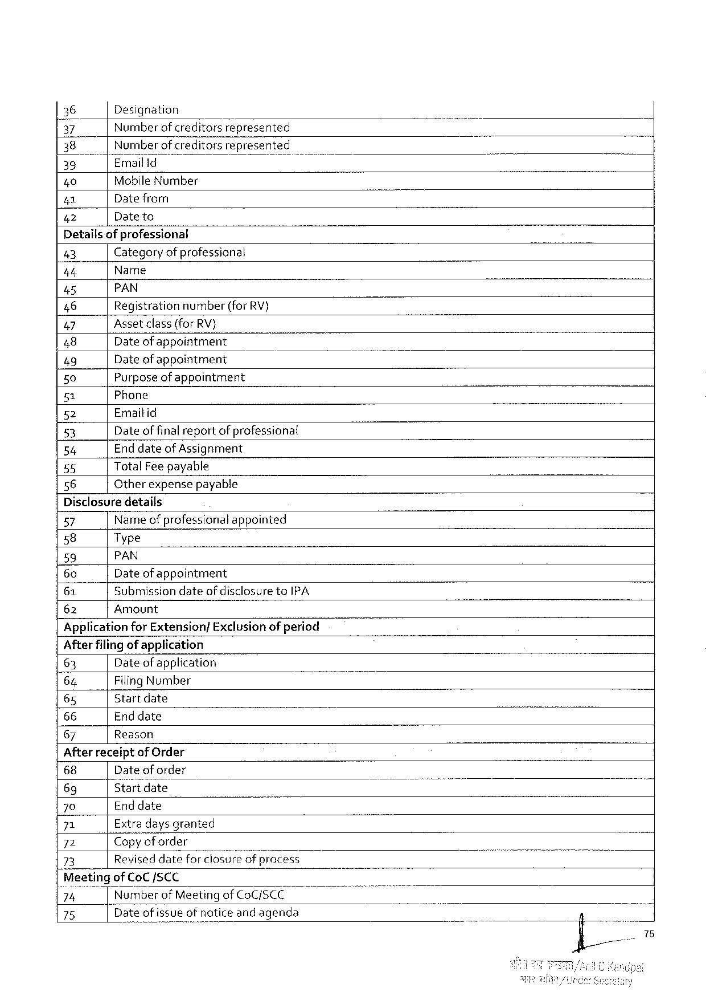 36 Designation
37 Number of creditors represented
38 Number of creditors represented
39 Email Id
40 Mobile Number
41 Date from
42 Date to
Details of professional
43 Category of professional
44 Name
45 PAN
46 Registration number (for RV)
47 Asset class (for RV)
48 Date of appointment
49 Date of appointment
50 Purpose of appointment
51 Phone
52 Email id
53 Date of final report of professional
54 End date of Assignment
55 Total Fee payable
56 Other expense payable
Disclosure details
57 Name of professional appointed
58 Type
59 PAN
60 Date of appointment
61 Submission date of disclosure to IPA
62 Amount
Application for Extension/ Exclusion of period
After filing of application
63 Date of application
64 Filing Number
65 Start date
66 End date
67 Reason
After receipt of Order
68 Date of order
69 Start date
70 End date
71 Extra days granted
72 Copy of order
73 Revised date for closure of process
Meeting of CoC /SCC
74 Number of Meeting of CoC/SCC
75 Date of issue of notice and agenda
75
/Anil C Kandpal
/Under Secretary